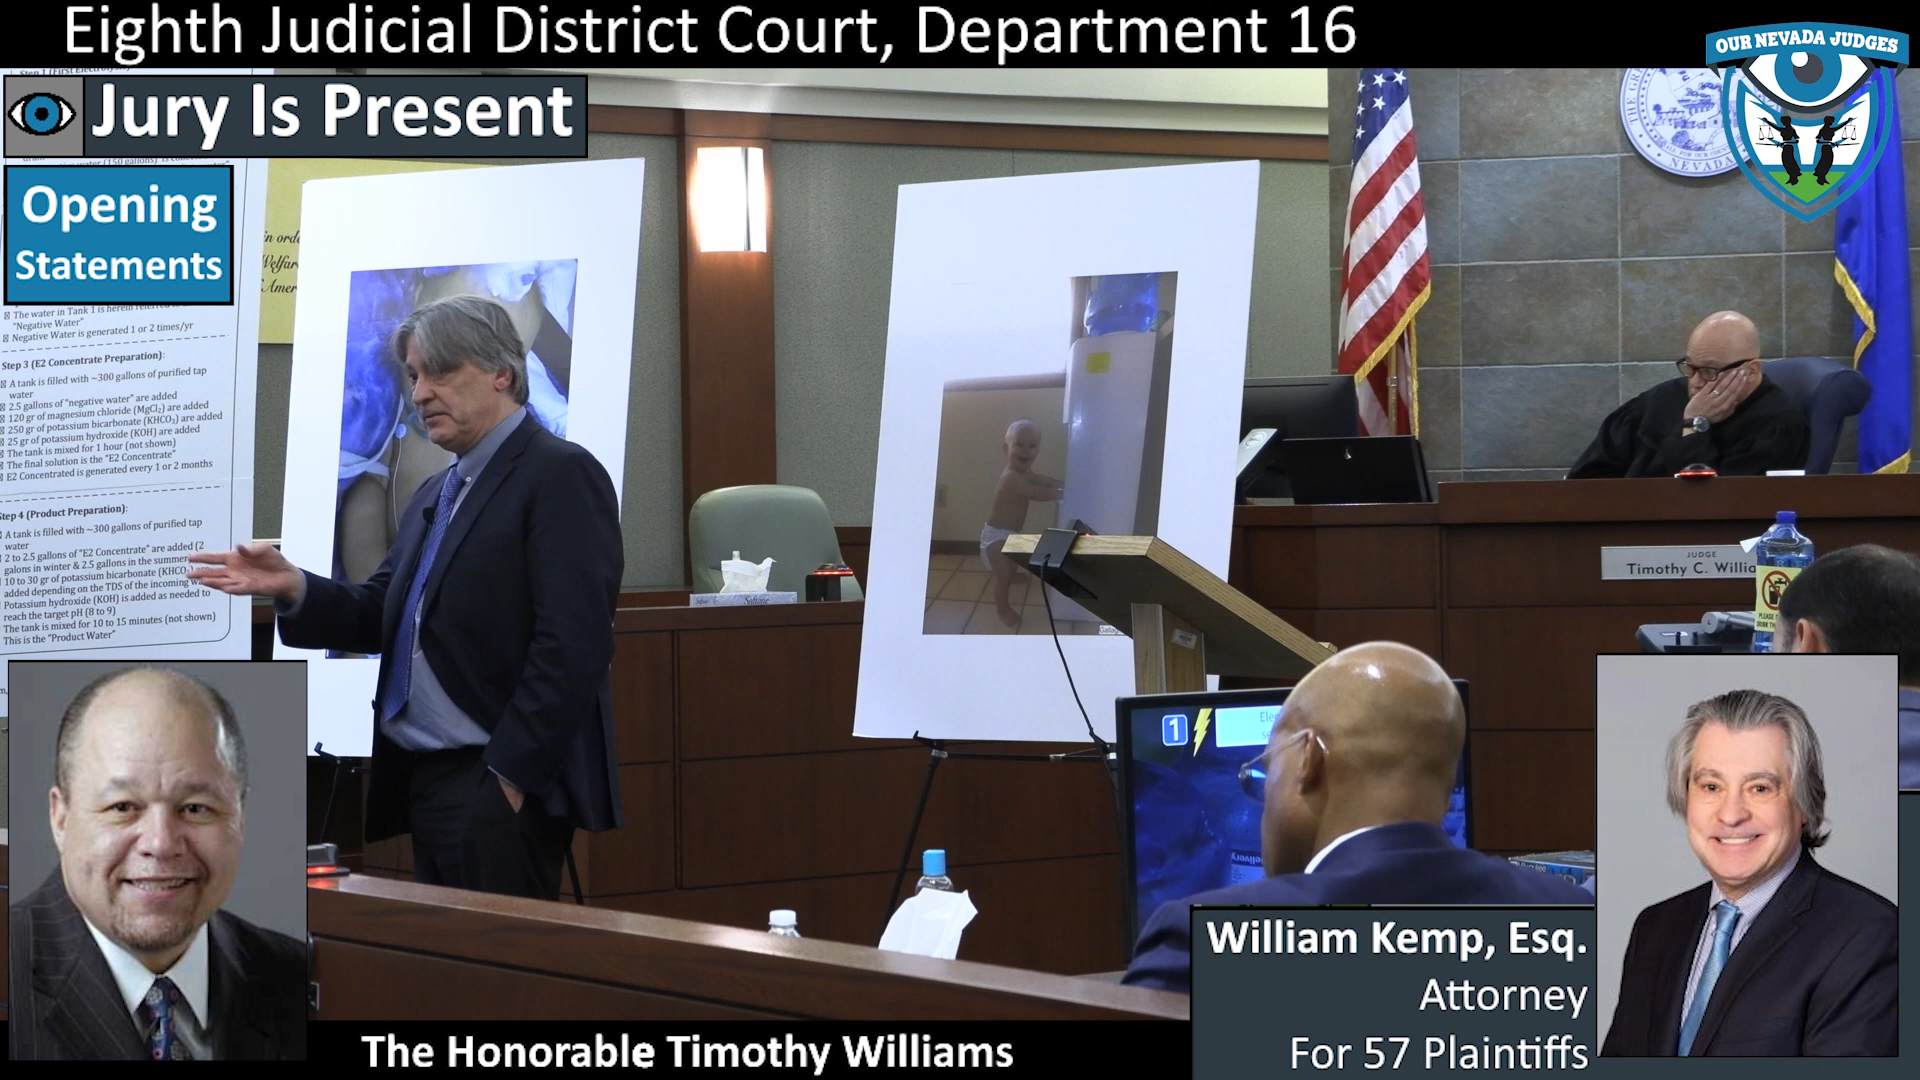 Eighth Judicial District Court, Department 16
OUR NEVADA JUDGES
Jury Is Present
Opening
Statements
The water in Tank 1 is herein referred to
"Negative Water"
Negative Water is generated 1 or 2 times/yr
Step 3 (E2 Concentrate Preparation):
A tank is filled with ~300 gallons of purified tap
water
2.5 gallons of "negative water" are added
120 gr of magnesium chloride (MgCl2) are added
250 gr of potassium bicarbonate (KHCO3) are added
25 gr of potassium hydroxide (KOH) are added
The tank is mixed for 1 hour (not shown)
The final solution is the "E2 Concentrate"
E2 Concentrated is generated every 1 or 2 months
Step 4 (Product Preparation):
A tank is filled with ~300 gallons of purified tap
water
2 to 2.5 gallons of "E2 Concentrate" are added (2
galons in winter & 2.5 gallons in the summer
10 to 30 gr of potassium bicarbonate (KHCO
added depending on the TDS of the incoming
Potassium hydroxide (KOH) is added as needed to
reach the target pH (8 to 9)
The tank is mixed for 10 to 15 minutes (not shown)
This is the "Product Water"
in
Welfar
Amer
NEVADA
JUDGE
Timothy C. Willia
PLEASE
DRINK
1
Ele
William Kemp, Esq.
Attorney
For 57 Plaintiffs
The Honorable Timothy Williams